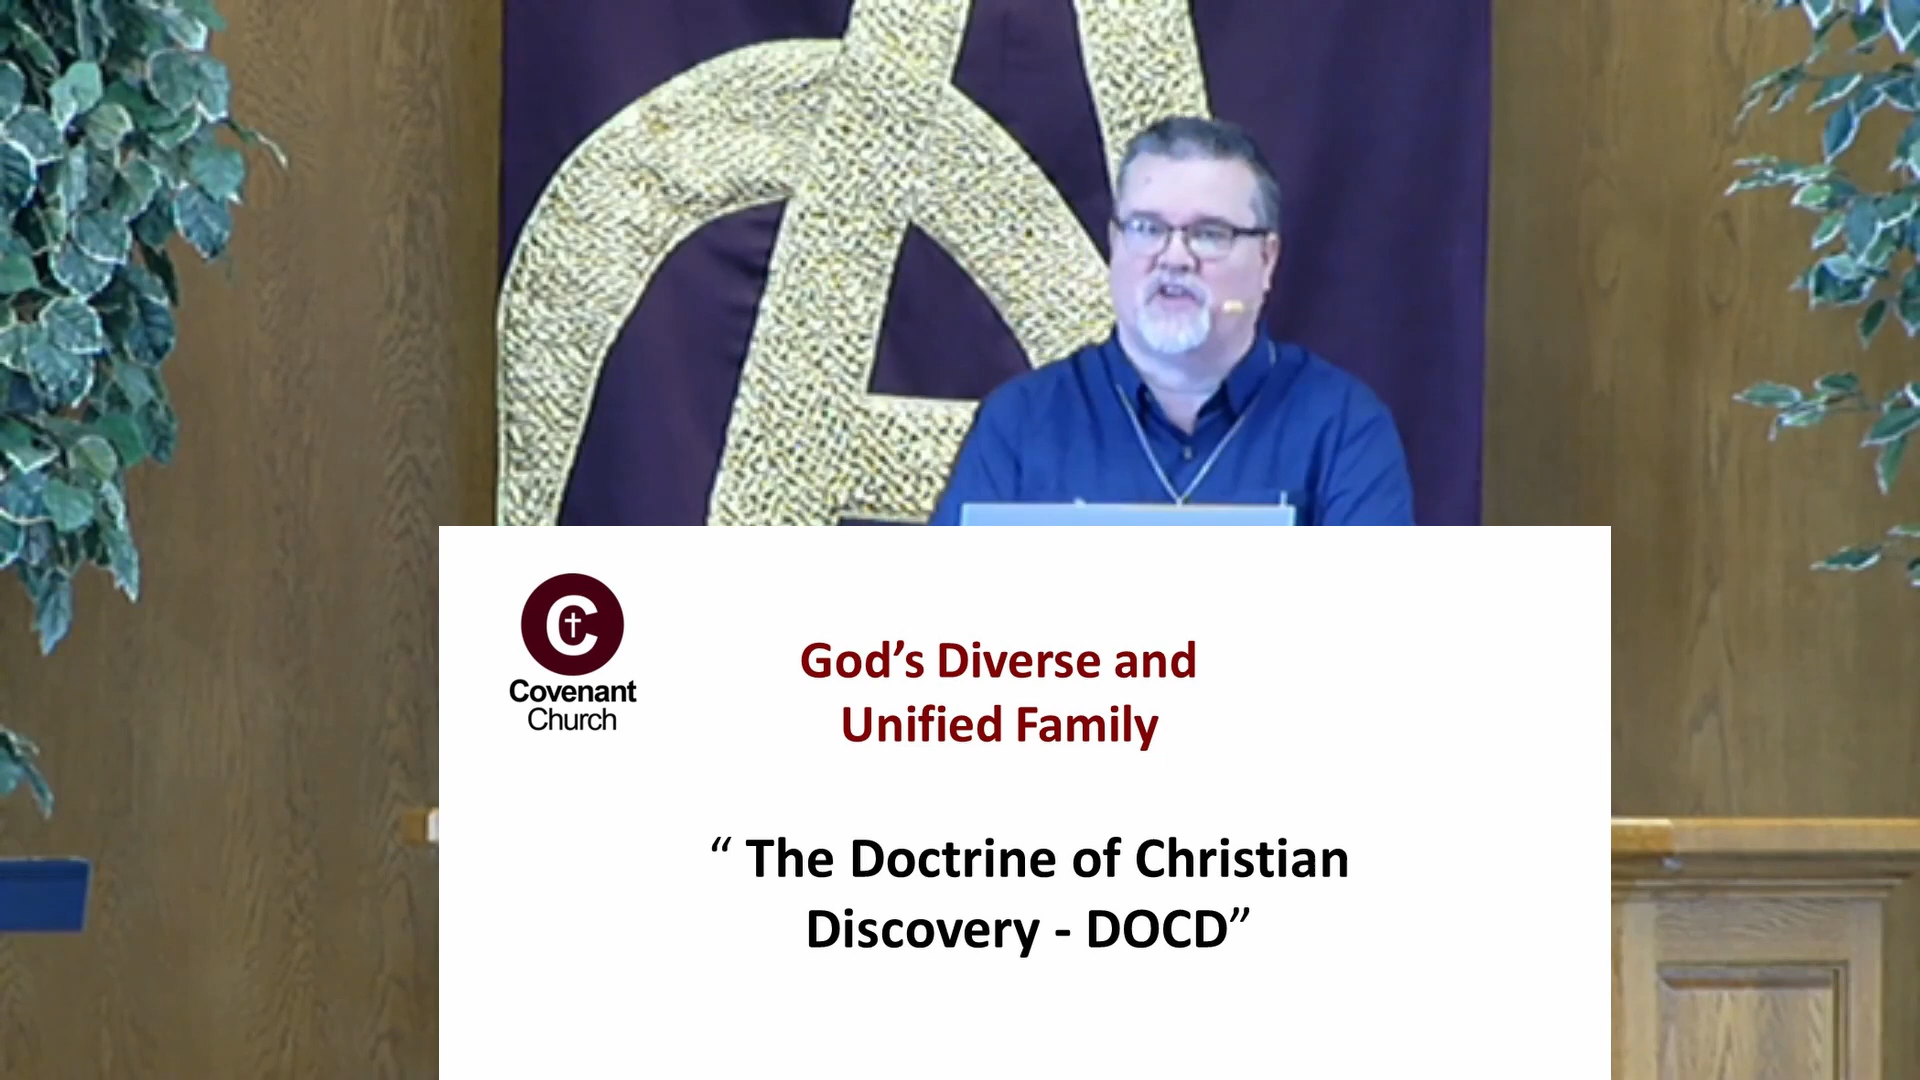 C
Covenant
Church
God’s Diverse and
Unified Family
“ The Doctrine of Christian
Discovery - DOCD”